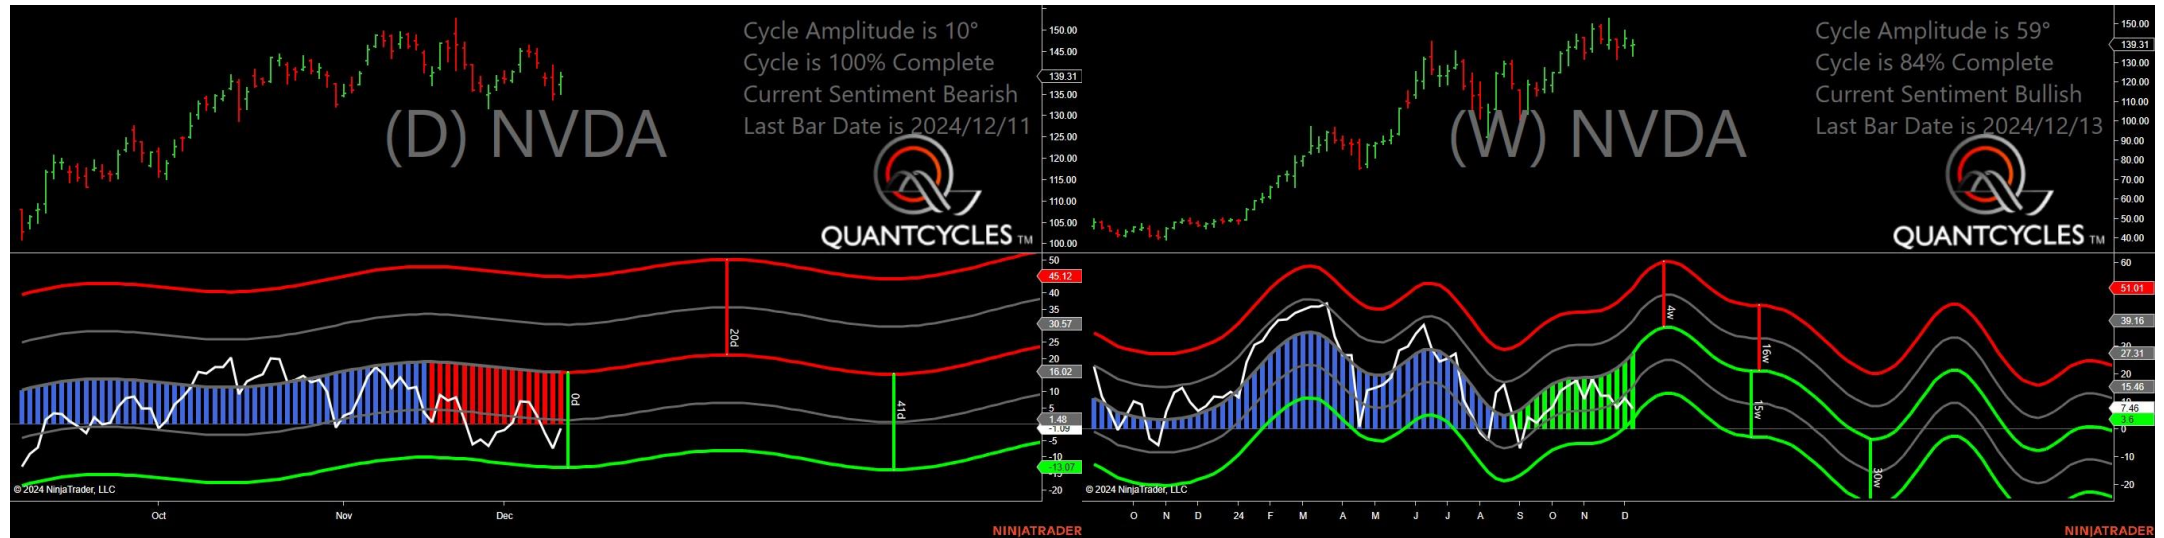 Cycle Amplitude is 10°
Cycle is 100% Complete
Current Sentiment Bearish
Last Bar Date is 2024/12/11
(D) NVDA
QUANTCYCLES TM
150.00
145.00
139.31
135.00
130.00
125.00
120.00
115.00
110.00
105.00
100.00
50
45.12
40
35
30.57
25
20
16.02
10
5
1.48
-1.09
-5
-10
-13.07
-20
20d
0d
41d
© 2024 NinjaTrader, LLC
Oct
Nov
Dec
NINJATRADER
Cycle Amplitude is 59°
Cycle is 84% Complete
Current Sentiment Bullish
Last Bar Date is 2024/12/13
(W) NVDA
QUANTCYCLES TM
150.00
139.31
130.00
120.00
110.00
100.00
90.00
80.00
70.00
60.00
50.00
40.00
60
51.01
39.16
27.31
20
15.46
7.46
3.6
0
-10
-20
4w
16w
15w
30w
© 2024 NinjaTrader, LLC
O
N
D
24
F
M
A
M
J
J
A
S
O
N
D
NINJATRADER